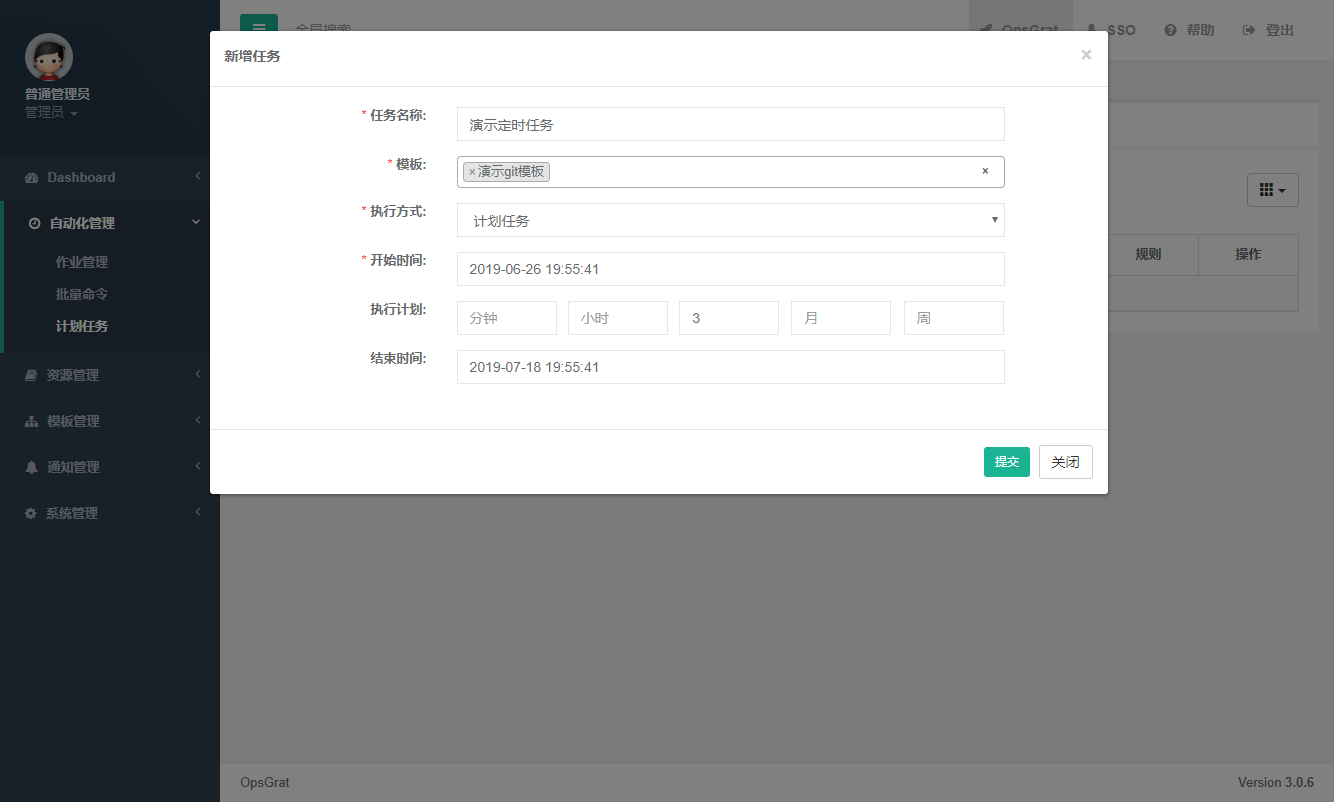 全局搜索
OpsGrat
SSO
帮助
登出
普通管理员
管理员
Dashboard
自动化管理
作业管理
批量命令
计划任务
资源管理
模板管理
通知管理
系统管理
新增任务
×
* 任务名称:
演示定时任务
* 模板:
×演示git模板
×
* 执行方式:
计划任务
* 开始时间:
2019-06-26 19:55:41
执行计划:
分钟
小时
3
月
周
结束时间:
2019-07-18 19:55:41
提交
关闭
规则
操作
OpsGrat
Version 3.0.6